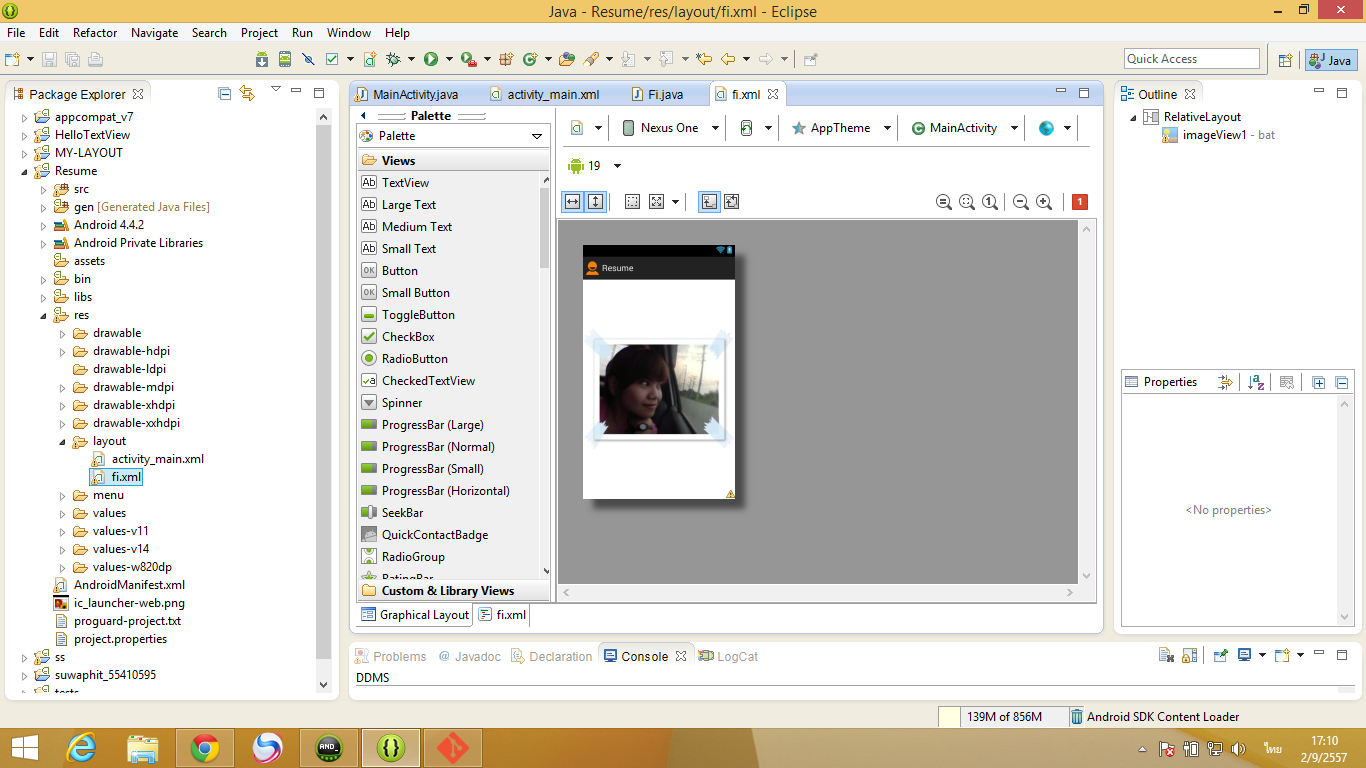 Java - Resume/res/layout/fi.xml - Eclipse
File Edit Refactor Navigate Search Project Run Window Help
Quick Access
Java
Package Explorer
appcompat_v7
HelloTextView
MY-LAYOUT
Resume
src
gen [Generated Java Files]
Android 4.4.2
Android Private Libraries
assets
bin
libs
res
drawable
drawable-hdpi
drawable-ldpi
drawable-mdpi
drawable-xhdpi
drawable-xxhdpi
layout
activity_main.xml
fi.xml
menu
values
values-v11
values-v14
values-w820dp
AndroidManifest.xml
ic_launcher-web.png
proguard-project.txt
project.properties
ss
suwaphit_55410595
tests
MainActivity.java activity_main.xml Fi.java fi.xml
Palette
Palette
Views
Ab TextView
Ab Large Text
Ab Medium Text
Ab Small Text
OK Button
OK Small Button
ToggleButton
CheckBox
RadioButton
CheckedTextView
Spinner
ProgressBar (Large)
ProgressBar (Normal)
ProgressBar (Small)
ProgressBar (Horizontal)
SeekBar
QuickContactBadge
RadioGroup
RatingBar
Custom & Library Views
Graphical Layout fi.xml
Nexus One AppTheme MainActivity
19
1
Resume
Outline
RelativeLayout
imageView1 - bat
Properties
<No properties>
Problems Javadoc Declaration Console LogCat
DDMS
139M of 856M Android SDK Content Loader
AND_
ไทย
17:10
2/9/2557